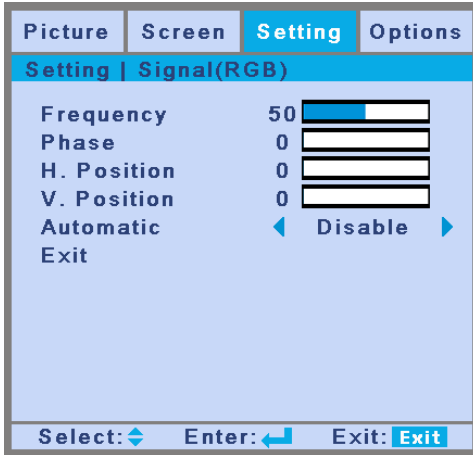 Picture Screen Setting Options
Setting | Signal(RGB)
Frequency 50
Phase 0
H. Position 0
V. Position 0
Automatic Disable
Exit
Select: Enter: Exit: Exit